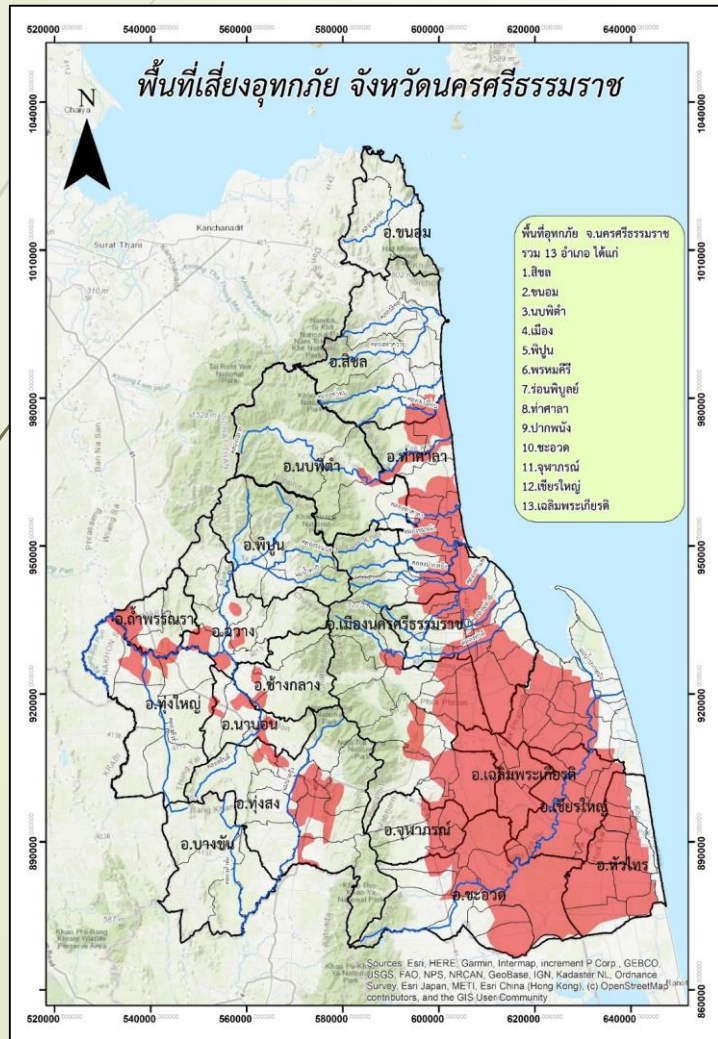 520000 540000 560000 580000 600000 620000 640000
พื้นที่เสี่ยงอุทกภัย จังหวัดนครศรีธรรมราช
N
Chaiya
Surat Thani
Kanchanadit
1040000
1010000
980000
950000
920000
890000
860000
พื้นที่อุทกภัย จ.นครศรีธรรมราช
รวม 13 อำเภอ ได้แก่
1.สิชล
2.ขนอม
3.นบพิตำ
4.เมือง
5.พิปูน
6.พรหมคีรี
7.ร่อนพิบูลย์
8.ท่าศาลา
9.ปากพนัง
10.ชะอวด
11.จุฬาภรณ์
12.เชียรใหญ่
13.เฉลิมพระเกียรติ
อ.ขนอม
อ.สิชล
อ.ท่าศาลา
อ.นบพิตำ
อ.พิปูน
อ.ถ้ำพรรณรา
อ.ฉวาง
อ.เมืองนครศรีธรรมราช
อ.ช้างกลาง
อ.ทุ่งใหญ่
อ.นาบอน
อ.เฉลิมพระเกียรติ
อ.เชียรใหญ่
อ.ทุ่งสง
อ.จุฬาภรณ์
อ.บางขัน
อ.หัวไทร
อ.ชะอวด
Sources: Esri, HERE, Garmin, Intermap, increment P Corp., GEBCO,
USGS, FAO, NPS, NRCAN, GeoBase, IGN, Kadaster NL, Ordnance
Survey, Esri Japan, METI, Esri China (Hong Kong), (c) OpenStreetMap
contributors, and the GIS User Community
520000 540000 560000 580000 600000 620000 640000